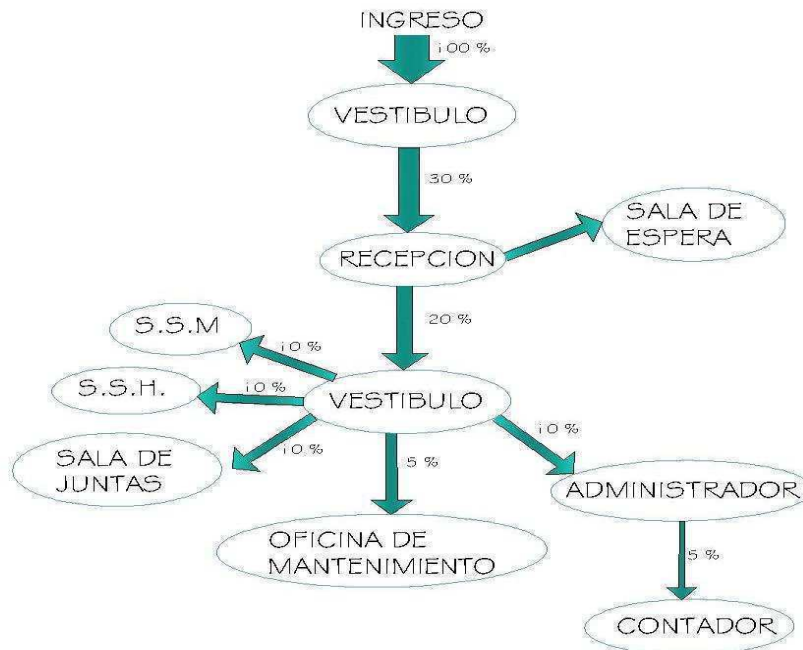 INGRESO
100 %
VESTIBULO
30 %
SALA DE
ESPERA
RECEPCION
20 %
S.S.M
10 %
S.S.H.
10 %
VESTIBULO
10 %
10 %
SALA DE
JUNTAS
5 %
ADMINISTRADOR
OFICINA DE
MANTENIMIENTO
5 %
CONTADOR